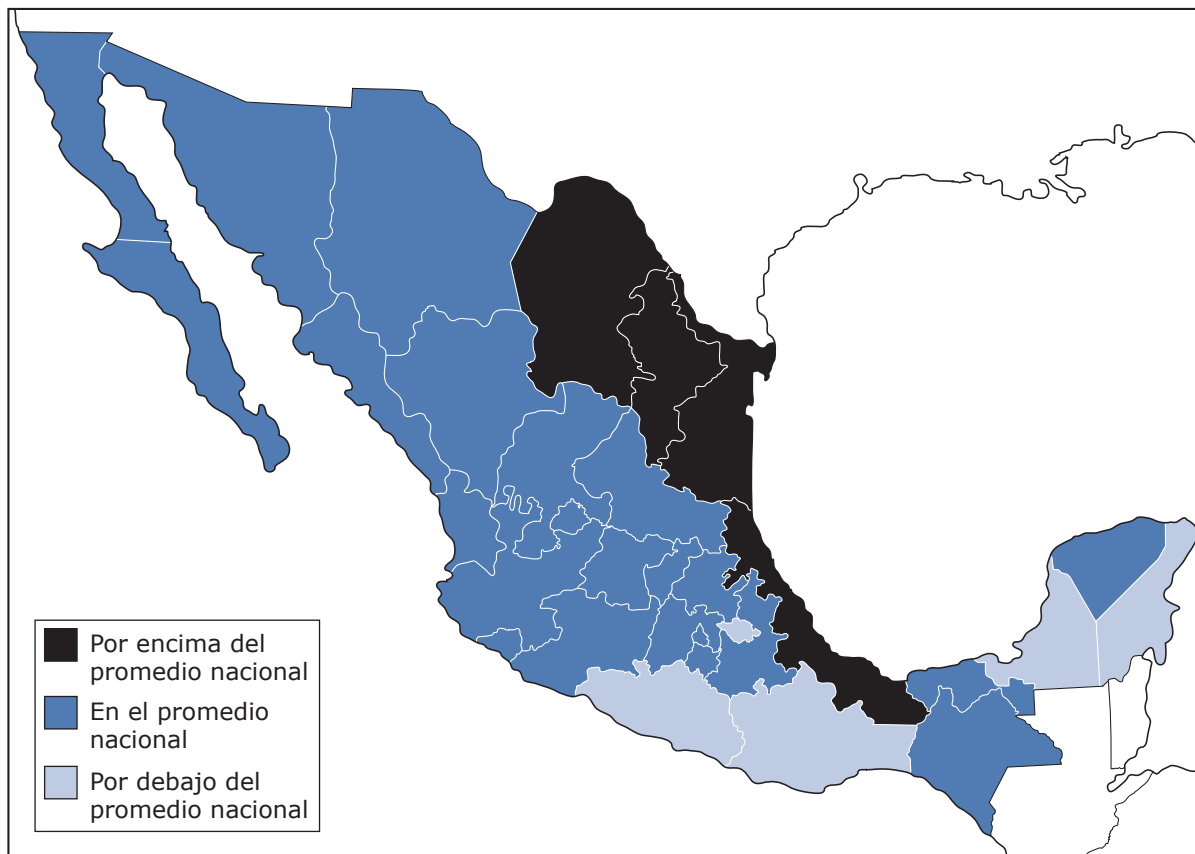 Por encima del
promedio nacional
En el promedio
nacional
Por debajo del
promedio nacional